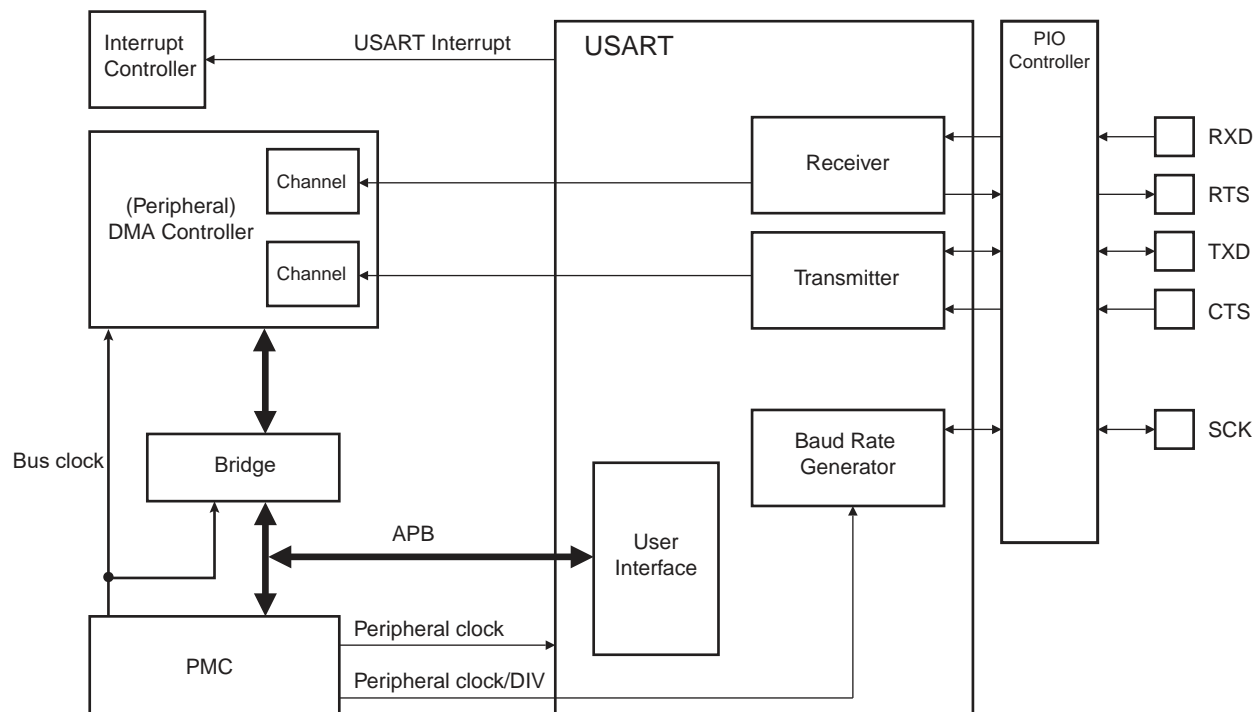 Interrupt
Controller
USART Interrupt
USART
PIO
Controller
(Peripheral)
DMA Controller
Channel
Channel
Receiver
Transmitter
RXD
RTS
TXD
CTS
SCK
Baud Rate
Generator
Bus clock
Bridge
APB
User
Interface
PMC
Peripheral clock
Peripheral clock/DIV